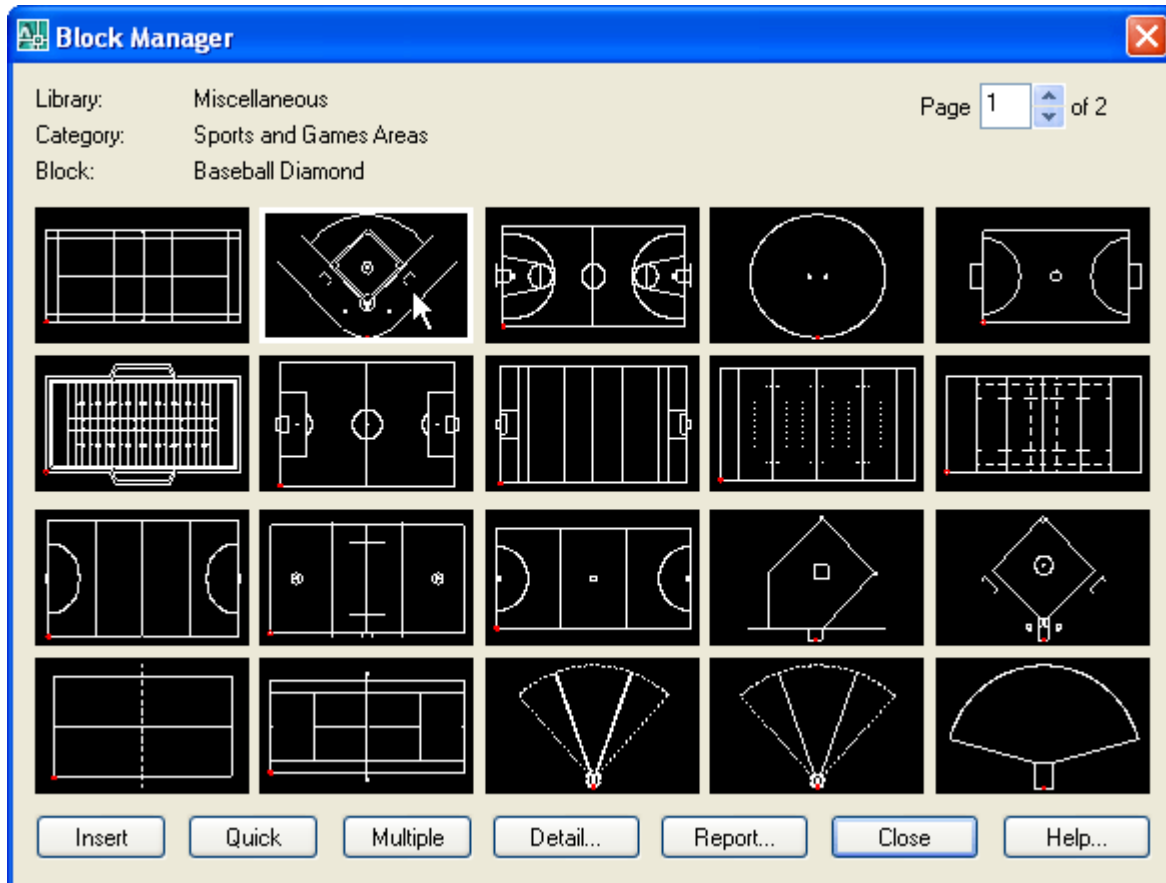 Block Manager
Library: Miscellaneous
Page 1 of 2
Category: Sports and Games Areas
Block: Baseball Diamond
Insert Quick Multiple Detail... Report... Close Help...